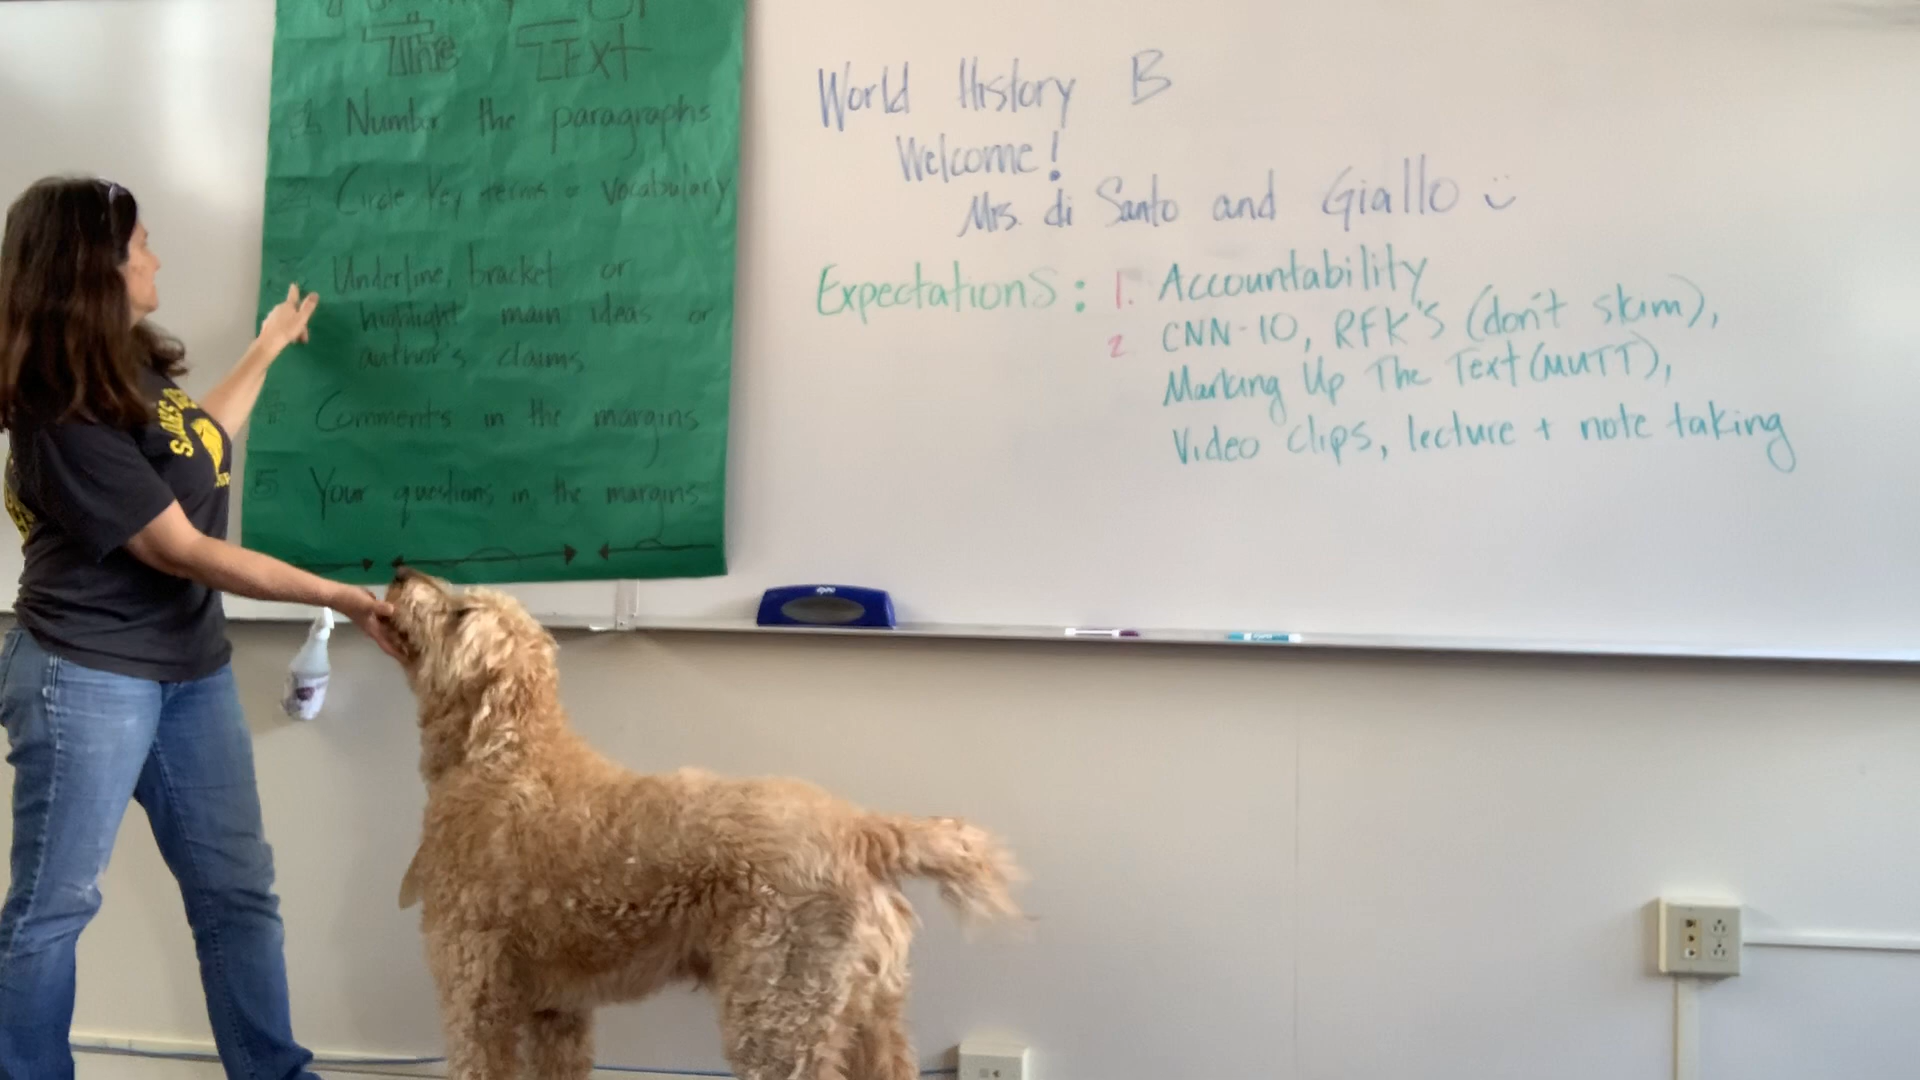 The Text
1 Number the paragraphs
2 Circle Key terms or Vocabulary
3 Underline, bracket or
highlight main ideas or
author's claims
Comments in the margins
5 Your questions in the margins
World History B
Welcome!
Mrs. di Santo and Giallo
Expectations: 1. Accountability
2 CNN-10, RFK's (don't skim),
Marking Up The Text (MUTT),
Video clips, lecture + note taking
expo